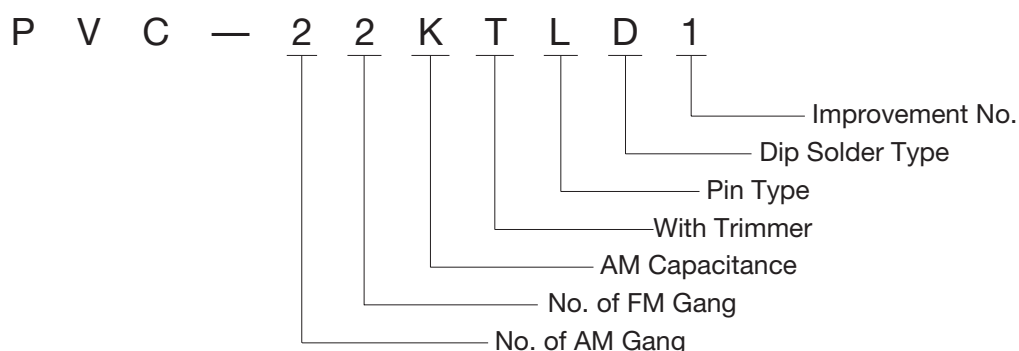 P V C — 2 2 K T L D 1
Improvement No.
Dip Solder Type
Pin Type
With Trimmer
AM Capacitance
No. of FM Gang
No. of AM Gang